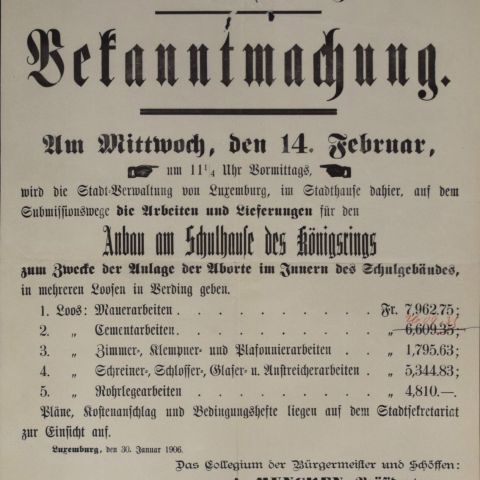 Bekanntmachung.
Am Mittwoch, den 14. Februar,
um 11 1/4 Uhr Vormittags,
wird die Stadt-Verwaltung von Luxemburg, im Stadthause dahier, auf dem
Submissionswege die Arbeiten und Lieferungen für den
Anbau am Schulhause des Königsrings
zum Zwecke der Anlage der Aborte im Innern des Schulgebändes,
in mehreren Loosen in Verding geben.
1. Loos: Mauerarbeiten . . . . . . . . . . Fr. 7,962.75;
2. „ Cementarbeiten . . . . . . . . . . „ 6,609.35;
3. „ Zimmer-, Klempner- und Plafonnierarbeiten . . . „ 1,795.63;
4. „ Schreiner-, Schlosser-, Glaser- u. Anstreicherarbeiten . „ 5,344.83;
5. „ Rohrlegearbeiten . . . . . . . . . „ 4,810.—.
Pläne, Kostenanschlag und Bedingungshefte liegen auf dem Stadtsekretariat
zur Einsicht auf.
Luxemburg, den 30. Januar 1906.
Das Collegium der Bürgermeister und Schöffen: